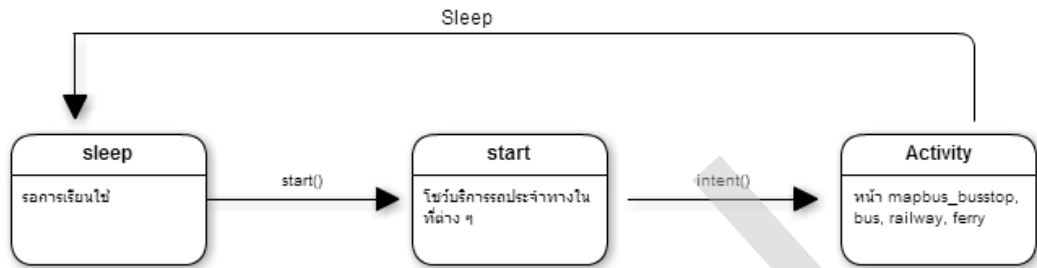 Sleep
sleep
รอการเรียนใช้
start()
start
โชว์บริการรถประจำทางใน
ที่ต่าง ๆ
intent()
Activity
หน้า mapbus_busstop,
bus, railway, ferry